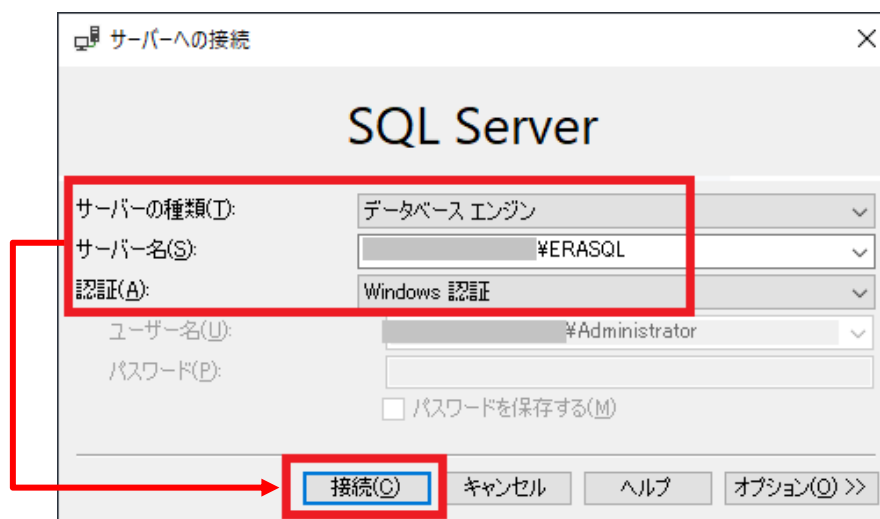 サーバーへの接続
SQL Server
サーバーの種類(T): データベース エンジン
サーバー名(S): ¥ERASQL
認証(A): Windows 認証
ユーザー名(U): ¥Administrator
パスワード(P):
パスワードを保存する(M)
接続(C) キャンセル ヘルプ オプション(O) >>